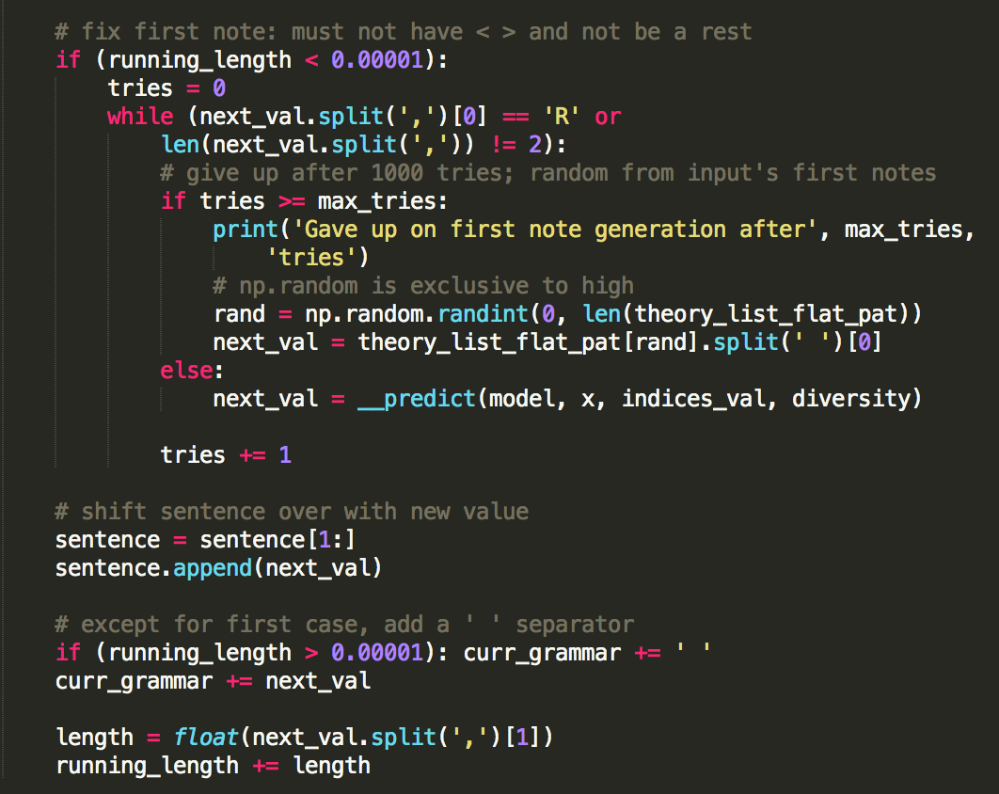 # fix first note: must not have < > and not be a rest
if (running_length < 0.00001):
    tries = 0
    while (next_val.split(',')[0] == 'R' or
        len(next_val.split(',')) != 2):
        # give up after 1000 tries; random from input's first notes
        if tries >= max_tries:
            print('Gave up on first note generation after', max_tries,
                'tries')
            # np.random is exclusive to high
            rand = np.random.randint(0, len(theory_list_flat_pat))
            next_val = theory_list_flat_pat[rand].split(' ')[0]
        else:
            next_val = __predict(model, x, indices_val, diversity)

        tries += 1

# shift sentence over with new value
sentence = sentence[1:]
sentence.append(next_val)

# except for first case, add a ' ' separator
if (running_length > 0.00001): curr_grammar += ' '
curr_grammar += next_val

length = float(next_val.split(',')[1])
running_length += length